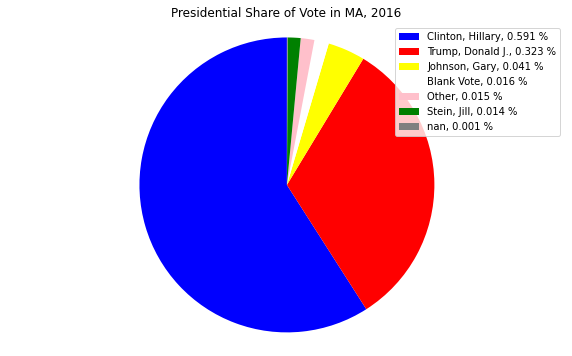 Presidential Share of Vote in MA, 2016
Clinton, Hillary, 0.591 %
Trump, Donald J., 0.323 %
Johnson, Gary, 0.041 %
Blank Vote, 0.016 %
Other, 0.015 %
Stein, Jill, 0.014 %
nan, 0.001 %